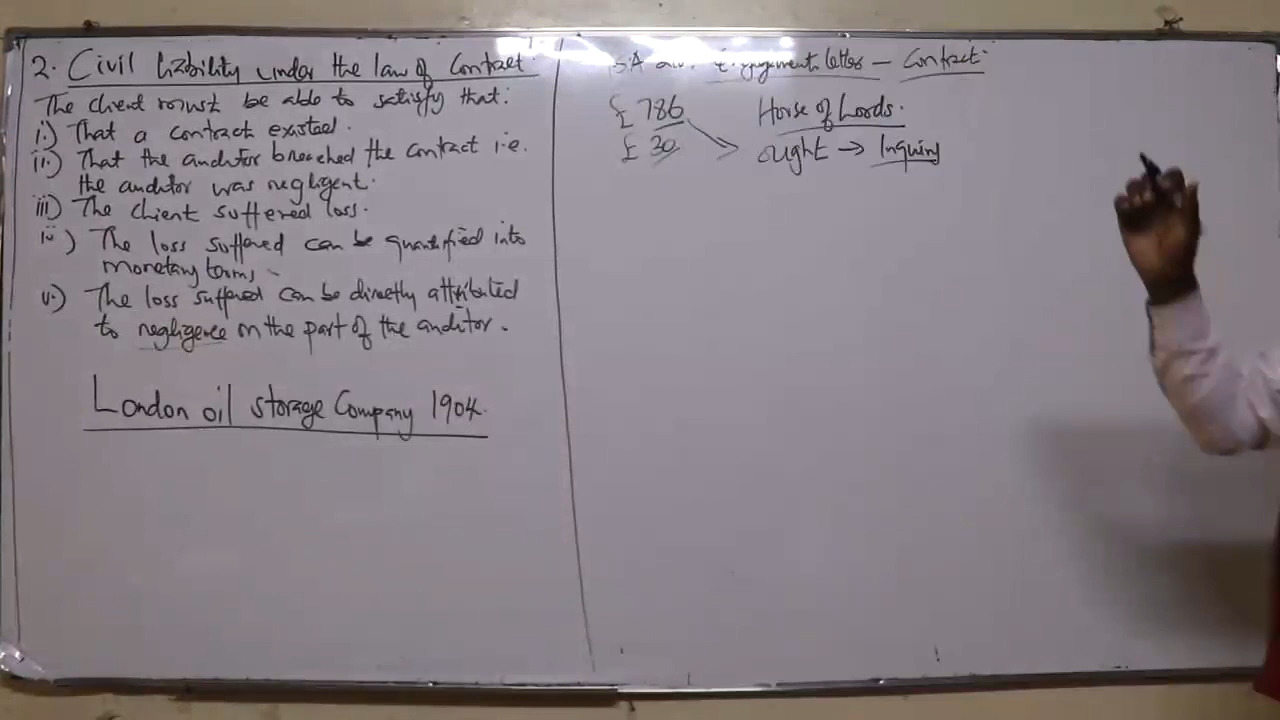 2. Civil liability under the law of Contract.
The client must be able to satisfy that:
i.) That a contract existed.
ii.) That the auditor breached the contract i.e.
the auditor was negligent.
iii) The client suffered loss.
iv) The loss suffered can be quantified into
monetary terms.
v.) The loss suffered can be directly attributed
to negligence on the part of the auditor.
London oil storage Company 1904.
Engagement letter – Contract.
£ 786 House of Lords.
£ 30 ought → Inquiry